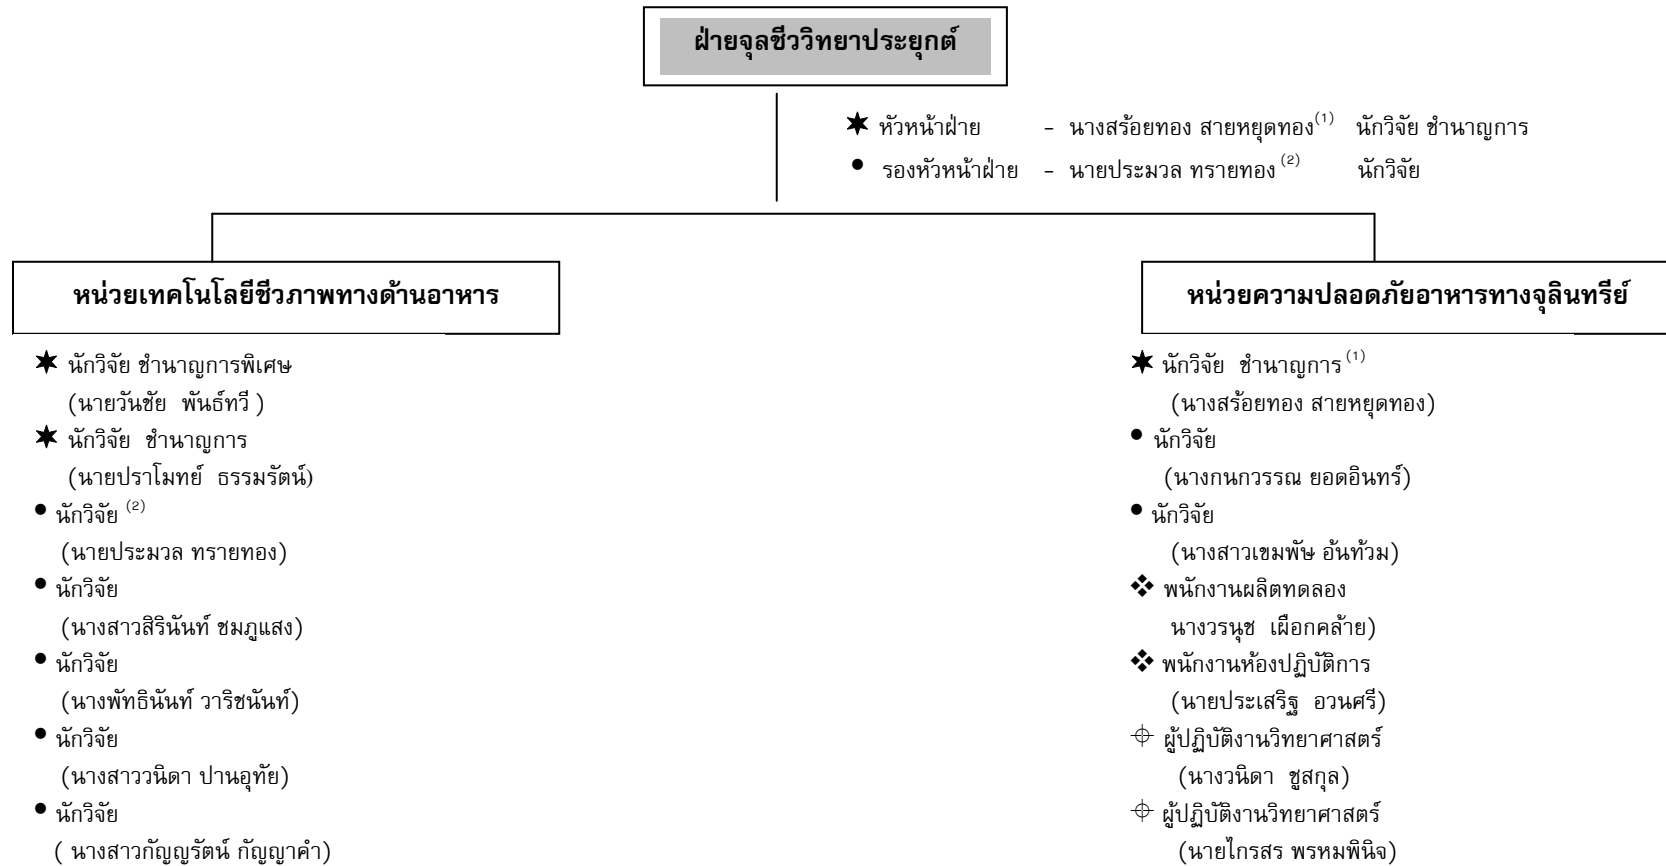 ฝ่ายจุลชีววิทยาประยุกต์
✶ หัวหน้าฝ่าย – นางสร้อยทอง สายหยุดทอง(1) นักวิจัย ชำนาญการ
• รองหัวหน้าฝ่าย – นายประมวล ทรายทอง (2) นักวิจัย
หน่วยเทคโนโลยีชีวภาพทางด้านอาหาร
✶ นักวิจัย ชำนาญการพิเศษ
(นายวันชัย พันธ์ทวี )
✶ นักวิจัย ชำนาญการ
(นายปราโมทย์ ธรรมรัตน์)
• นักวิจัย (2)
(นายประมวล ทรายทอง)
• นักวิจัย
(นางสาวสิรินันท์ ชมภูแสง)
• นักวิจัย
(นางพัทธินันท์ วาริชนันท์)
• นักวิจัย
(นางสาววนิดา ปานอุทัย)
• นักวิจัย
( นางสาวกัญญรัตน์ กัญญาคำ)
หน่วยความปลอดภัยอาหารทางจุลินทรีย์
✶ นักวิจัย ชำนาญการ (1)
(นางสร้อยทอง สายหยุดทอง)
• นักวิจัย
(นางกนกวรรณ ยอดอินทร์)
• นักวิจัย
(นางสาวเขมพัษ อ้นท้วม)
❖ พนักงานผลิตทดลอง
นางวรนุช เผือกคล้าย)
❖ พนักงานห้องปฏิบัติการ
(นายประเสริฐ อวนศรี)
⌖ ผู้ปฏิบัติงานวิทยาศาสตร์
(นางวนิดา ชูสกุล)
⌖ ผู้ปฏิบัติงานวิทยาศาสตร์
(นายไกรสร พรหมพินิจ)